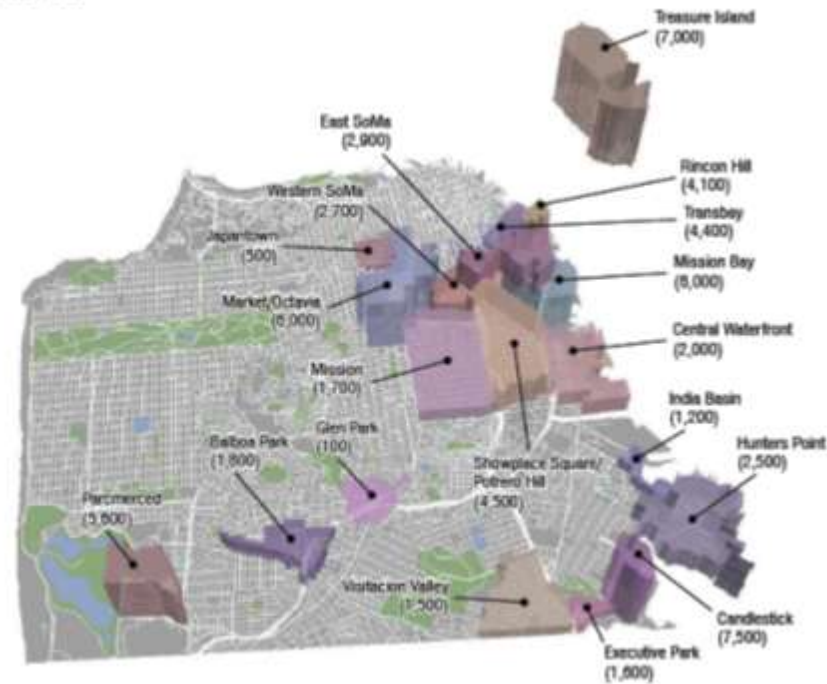 Treasure Island
(7,000)
East SoMa
(2,900)
Rincon Hill
(4,100)
Western SoMa
(2,700)
Transbay
(4,400)
Japantown
(500)
Mission Bay
(6,000)
Market/Octavia
(6,000)
Central Waterfront
(2,000)
Mission
(1,700)
India Basin
(1,200)
Glen Park
(100)
Balboa Park
(1,800)
Hunters Point
(2,500)
Showplace Square/
Potrero Hill
(4,500)
Parcmerced
(5,600)
Visitacion Valley
(1,500)
Candlestick
(7,500)
Executive Park
(1,600)